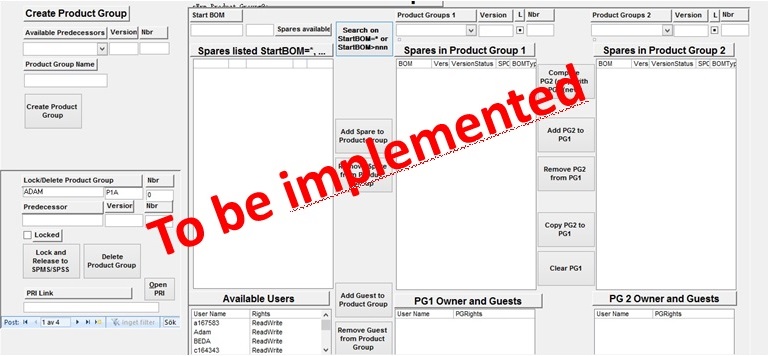 Create Product Group
Available Predecessors Version Nbr
Product Group Name
Create Product
Group
Lock/Delete Product Group Nbr
ADAM P1A 0
Predecessor Version Nbr
Locked
Lock and
Release to
SPMS/SPSS
Delete
Product Group
PRI Link
Open
PRI
Post: 1 av 4 Inget filter Sök
Start BOM
Spares available
Search on
StartBOM=* or
StartBOM>nnn
Spares listed StartBOM=*, ...
Add Spare to
Product Group
from Product
Group
Add Guest to
Product Group
Remove Guest
from Product
Group
Available Users
User Name Rights
a167583 ReadWrite
Adam ReadWrite
BEDA ReadWrite
c164343 ReadWrite
Product Groups 1 Version L Nbr
Spares in Product Group 1
BOM Vers VersionStatus SPC BOMTyp
PG1 Owner and Guests
User Name PGRights
Compare
Add PG2 to
PG1
Remove PG2
from PG1
Copy PG2 to
PG1
Clear PG1
Product Groups 2 Version L Nbr
Spares in Product Group 2
BOM Vers VersionStatus SPC BOMTyp
PG 2 Owner and Guests
User Name PGRights
To be implemented